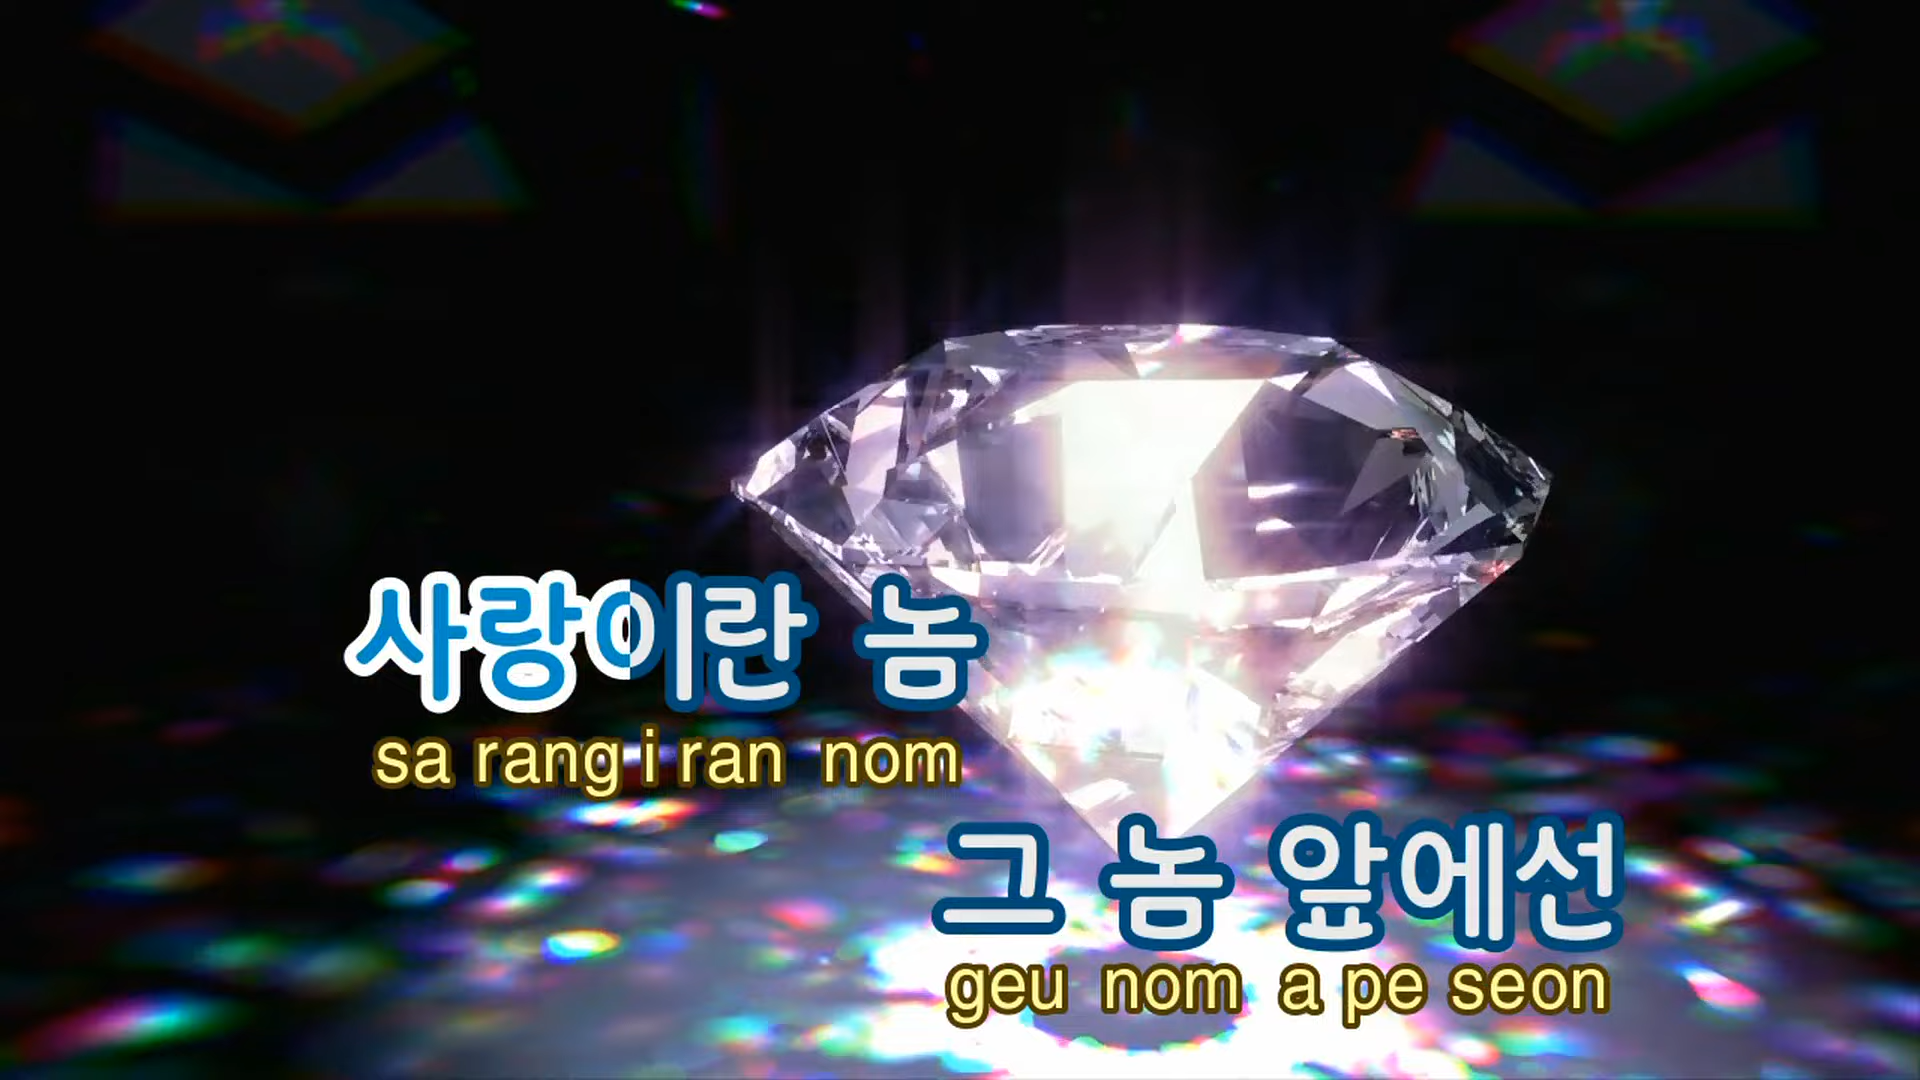 사랑이란 놈
sa rang i ran nom
그 놈 앞에선
geu nom a pe seon